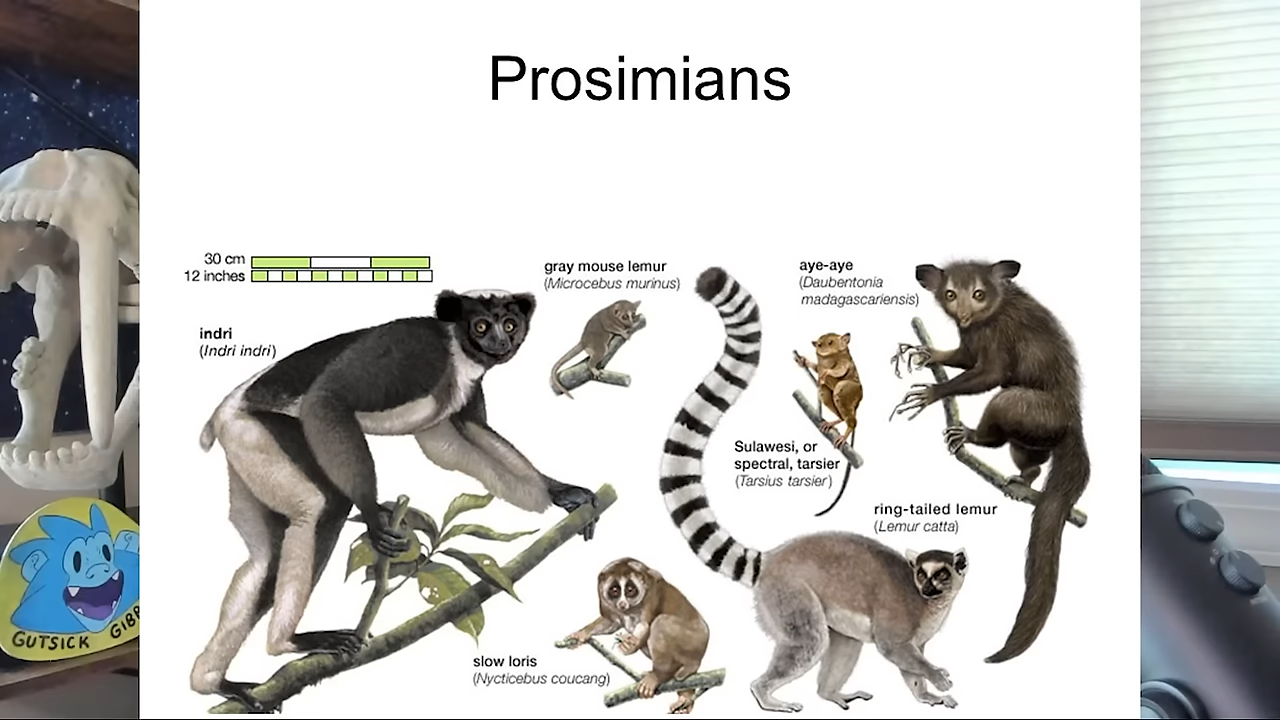 Prosimians
30 cm
12 inches
indri
(Indri indri)
gray mouse lemur
(Microcebus murinus)
aye-aye
(Daubentonia
madagascariensis)
Sulawesi, or
spectral, tarsier
(Tarsius tarsier)
ring-tailed lemur
(Lemur catta)
slow loris
(Nycticebus coucang)
GUTSICK GIBB